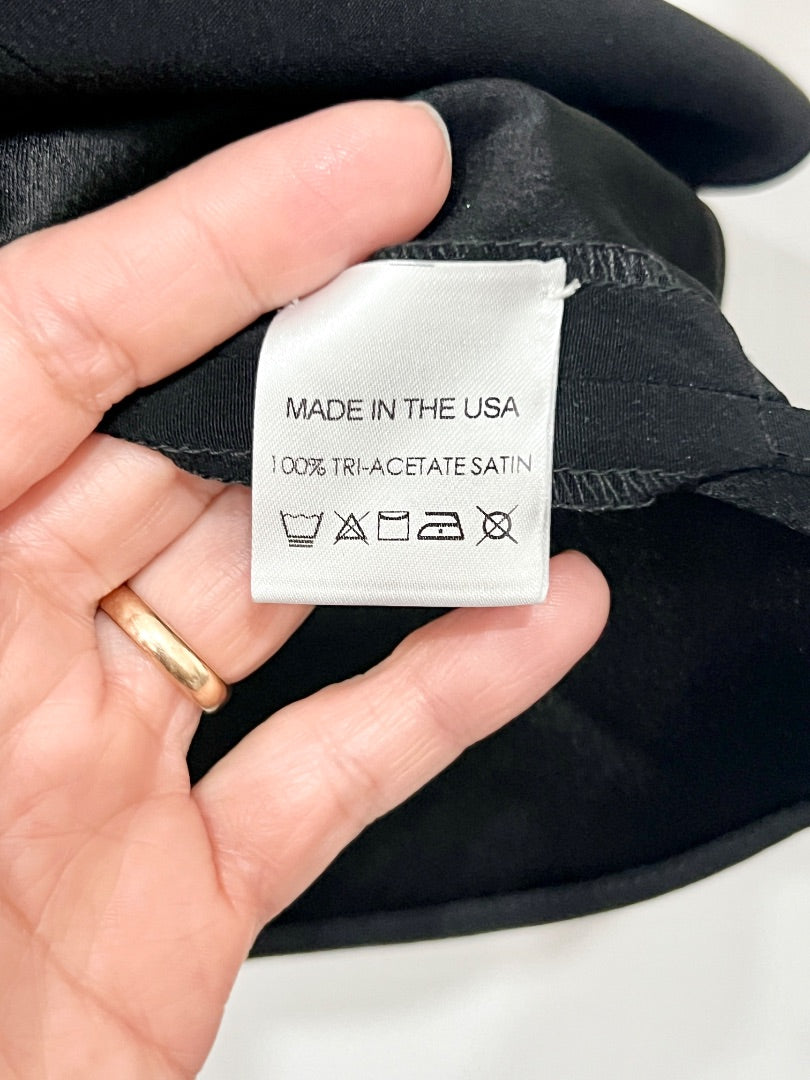 MADE IN THE USA
100% TRI-ACETATE SATIN